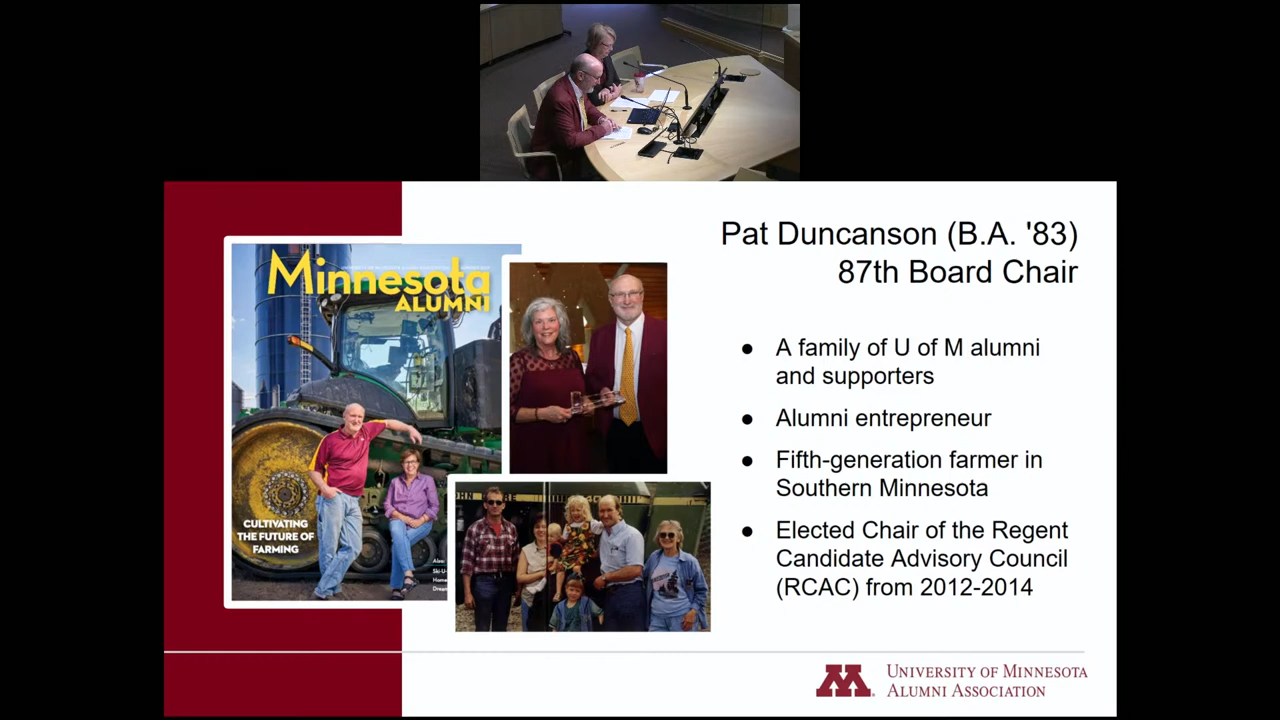 Pat Duncanson (B.A. '83)
87th Board Chair
Minnesota
ALUMNI
CULTIVATING
THE FUTURE OF
FARMING
● A family of U of M alumni
and supporters
● Alumni entrepreneur
● Fifth-generation farmer in
Southern Minnesota
● Elected Chair of the Regent
Candidate Advisory Council
(RCAC) from 2012-2014
M
UNIVERSITY OF MINNESOTA
ALUMNI ASSOCIATION